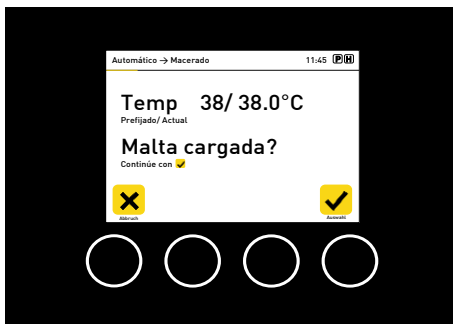 Automático → Macerado 11:45 P H
Temp 38/ 38.0°C
Prefijado/ Actual
Malta cargada?
Continúe con
Abbruch Auswahl